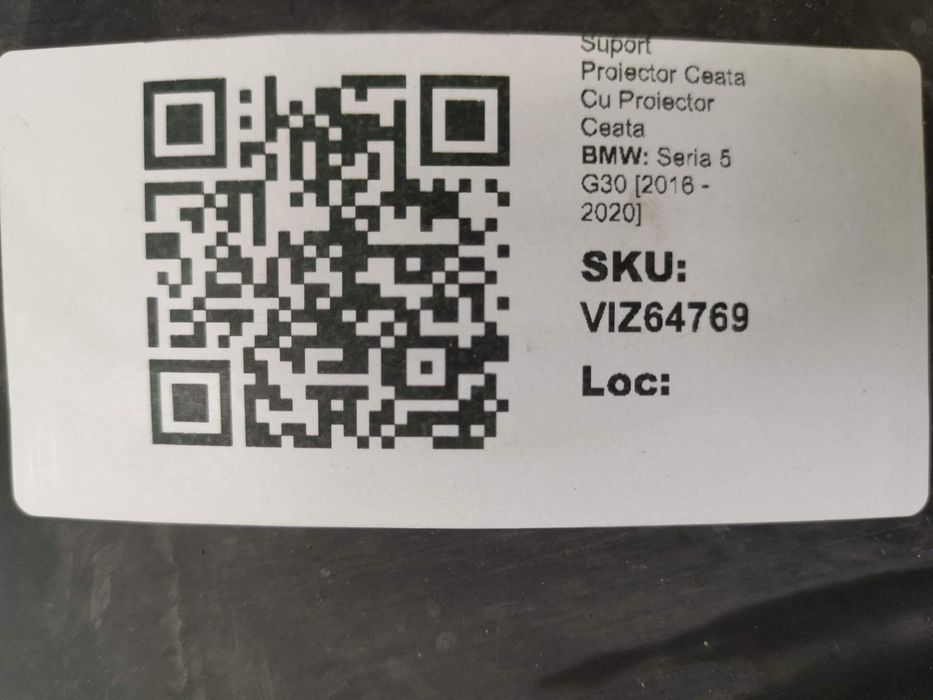 Suport
Proiector Ceata
Cu Proiector
Ceata
BMW: Seria 5
G30 [2016 -
2020]
SKU:
VIZ64769
Loc: